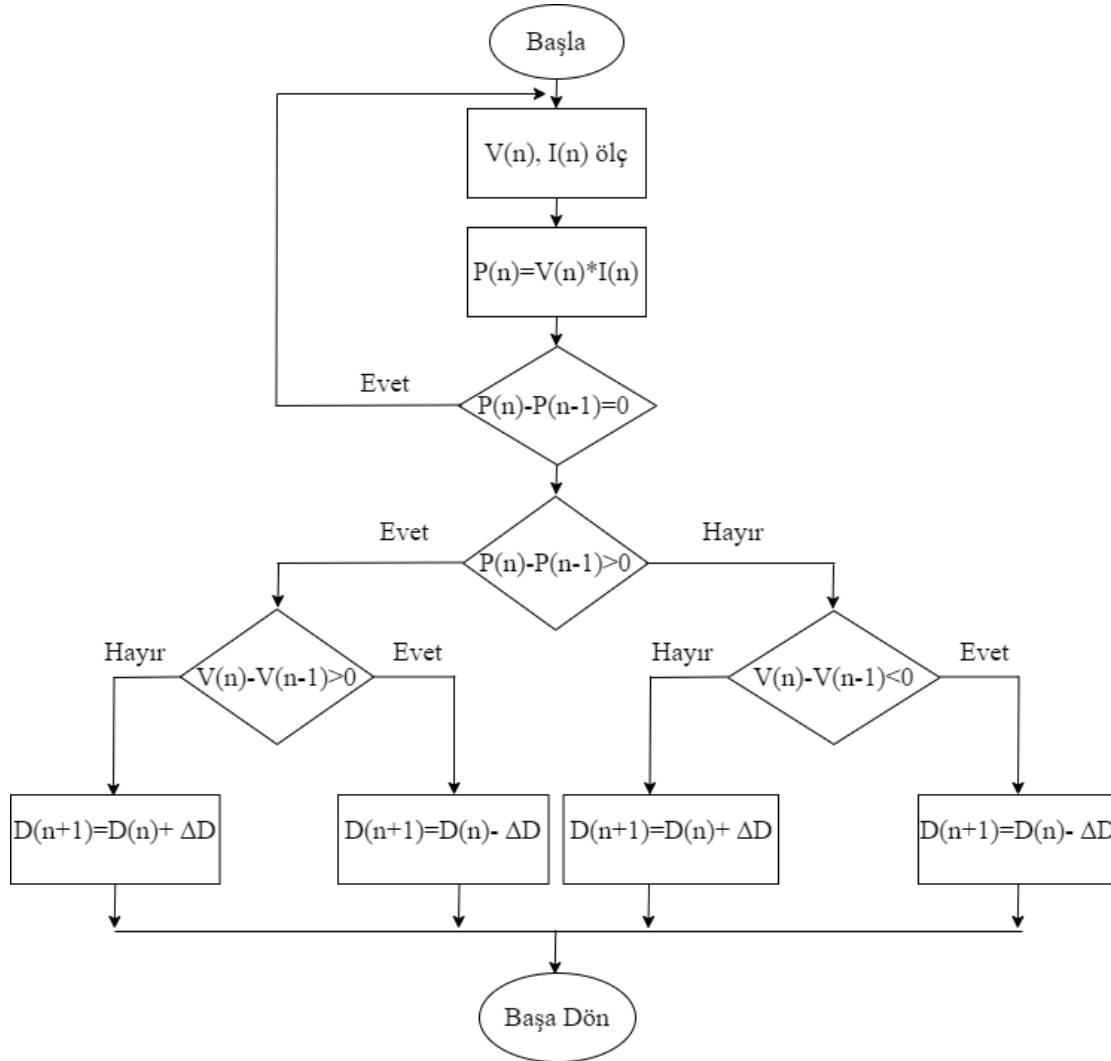 Başla
V(n), I(n) ölç
P(n)=V(n)*I(n)
Evet
P(n)-P(n-1)=0
Evet
Hayır
P(n)-P(n-1)>0
Hayır
Evet
Hayır
Evet
V(n)-V(n-1)>0
V(n)-V(n-1)<0
D(n+1)=D(n)+ ΔD
D(n+1)=D(n)- ΔD
D(n+1)=D(n)+ ΔD
D(n+1)=D(n)- ΔD
Başa Dön